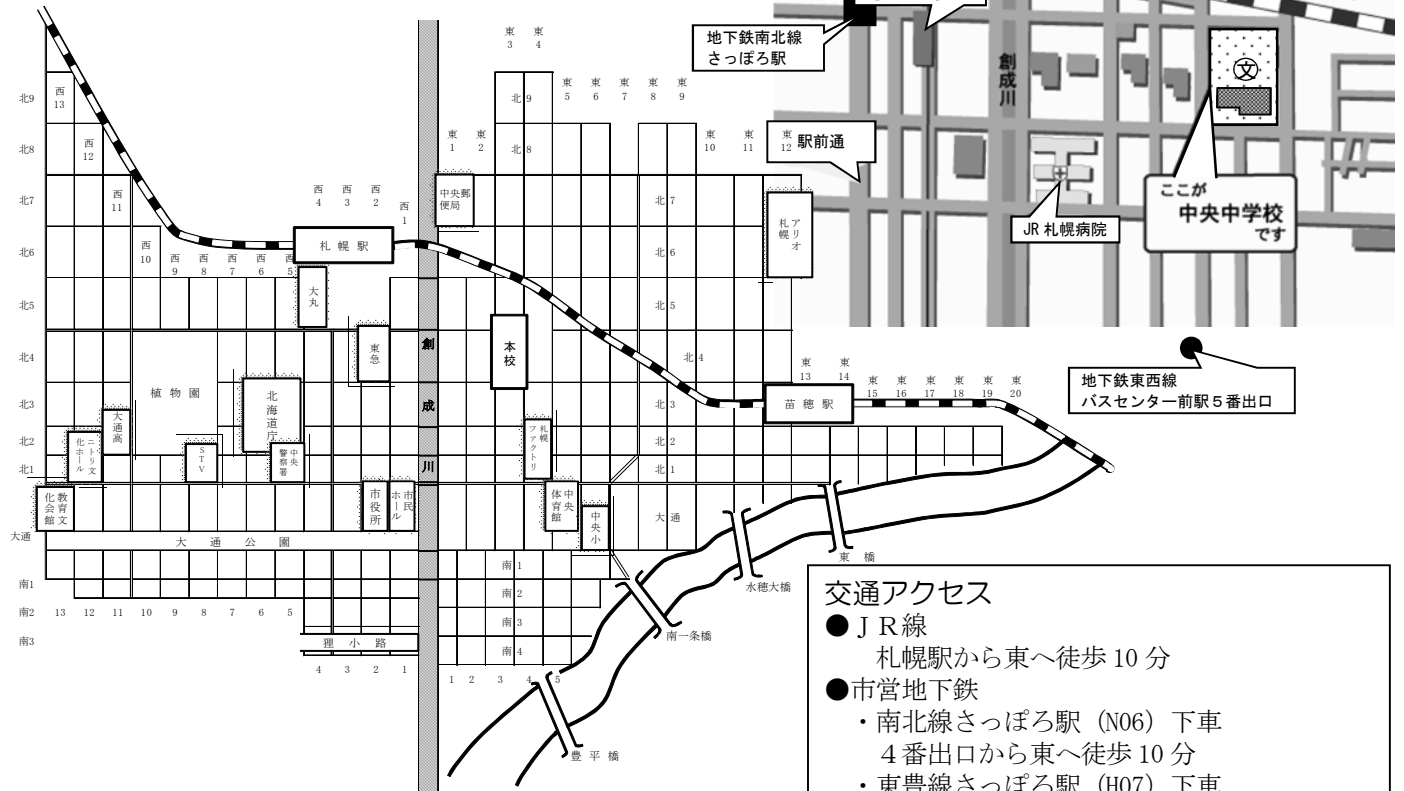 地下鉄南北線
さっぽろ駅
創成川
文
駅前通
JR 札幌病院
ここが
中央中学校
です
地下鉄東西線
バスセンター前駅５番出口
東3
東4
東5
東6
東7
東8
東9
北9
西13
北9
北8
西12
東1
東2
北8
東10
東11
東12
北7
西11
西4
西3
西2
西1
中央郵便局
北7
アリオ札幌
北6
西10
西9
西8
西7
西6
西5
札幌駅
北6
大丸
北5
北5
本校
東急
創成川
北4
北4
東13
東14
植物園
北海道庁
北3
北3
苗穂駅
東15
東16
東17
東18
東19
東20
大通高
札幌ファクトリ
北2
ニトリ文化ホール
STV
中央警察署
北2
北1
北1
教育文化会館
市役所
市民ホール
中央体育館
中央小
大通
大通
大通公園
東橋
南1
南1
水穂大橋
南2
13
12
11
10
9
8
7
6
5
南2
南3
南3
南一条橋
狸小路
南4
4
3
2
1
1
2
3
4
5
豊平橋
交通アクセス
●ＪＲ線
札幌駅から東へ徒歩 10 分
●市営地下鉄
・南北線さっぽろ駅（N06）下車
４番出口から東へ徒歩 10 分
・東豊線さっぽろ駅（H07）下車